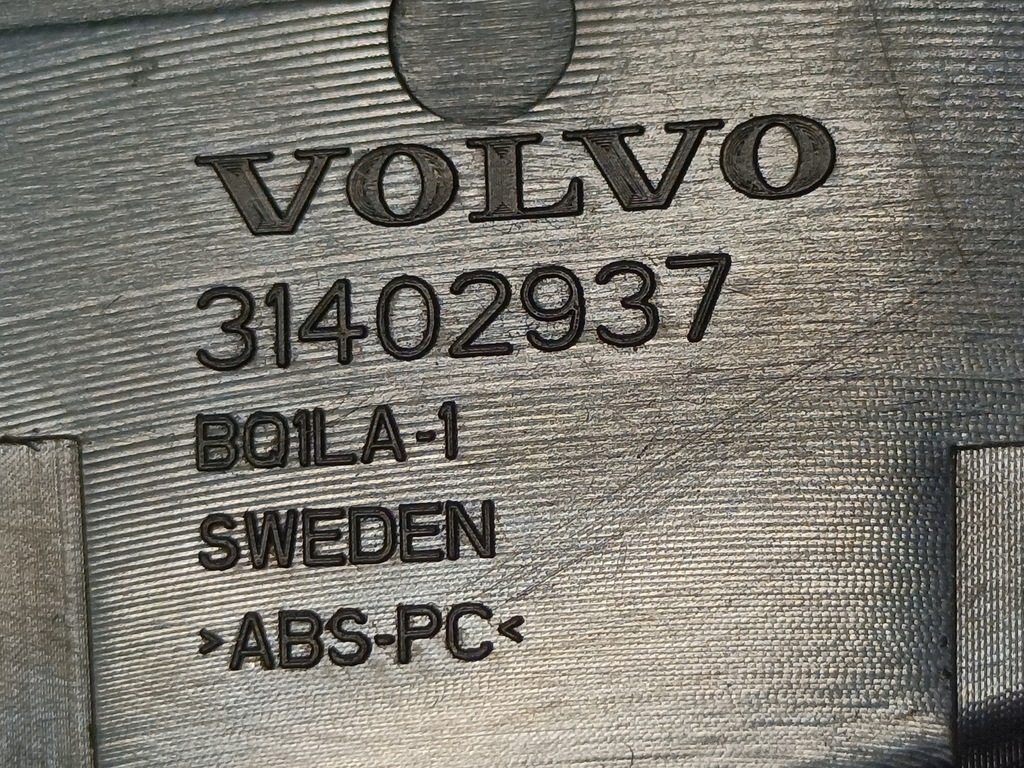 VOLVO
31402937
BQ1LA-1
SWEDEN
>ABS-PC<